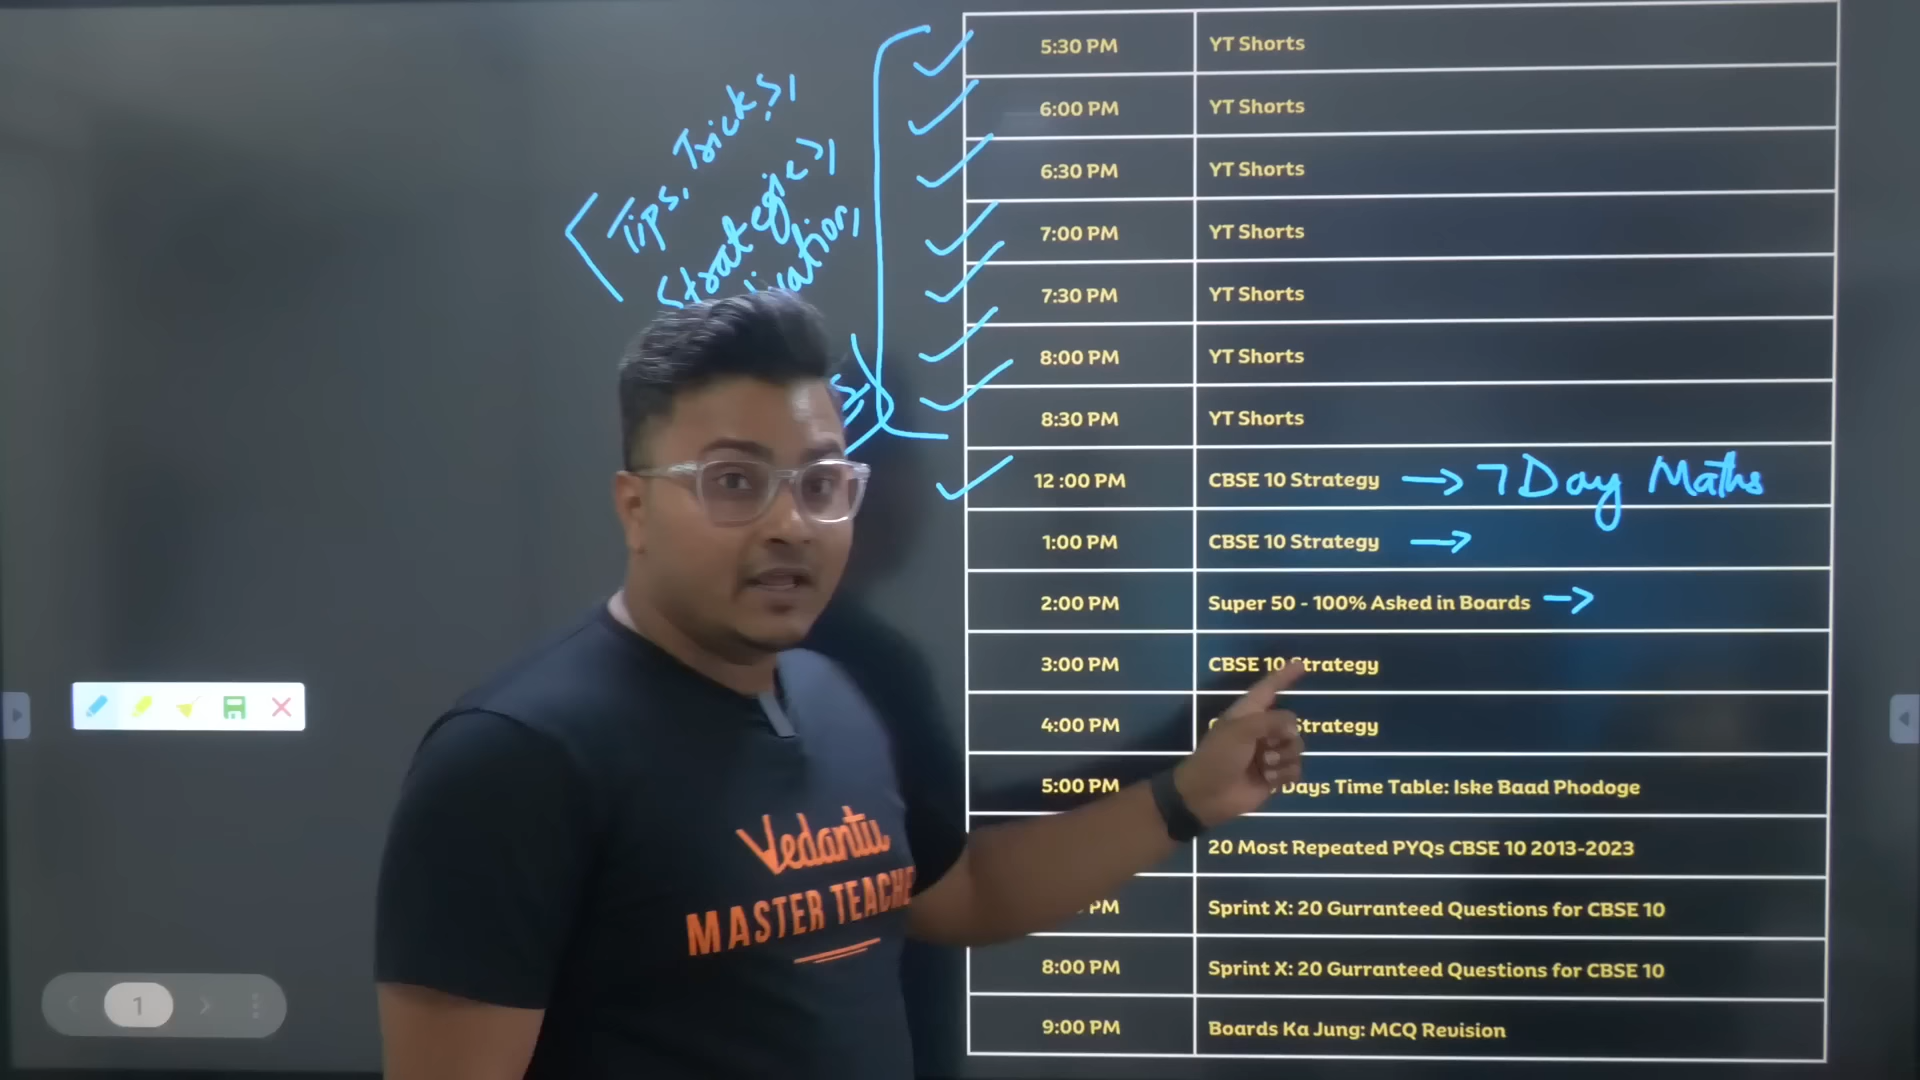 5:30 PM YT Shorts
6:00 PM YT Shorts
6:30 PM YT Shorts
7:00 PM YT Shorts
7:30 PM YT Shorts
8:00 PM YT Shorts
8:30 PM YT Shorts
12 :00 PM CBSE 10 Strategy → 7 Day Maths
1:00 PM CBSE 10 Strategy →
2:00 PM Super 50 - 100% Asked in Boards →
3:00 PM CBSE 10 Strategy
4:00 PM Strategy
5:00 PM Days Time Table: Iske Baad Phodoge
20 Most Repeated PYQs CBSE 10 2013-2023
PM Sprint X: 20 Gurranteed Questions for CBSE 10
8:00 PM Sprint X: 20 Gurranteed Questions for CBSE 10
9:00 PM Boards Ka Jung: MCQ Revision
Tips, Tricks,
Strategies,
Vedantu
MASTER TEACHE
1